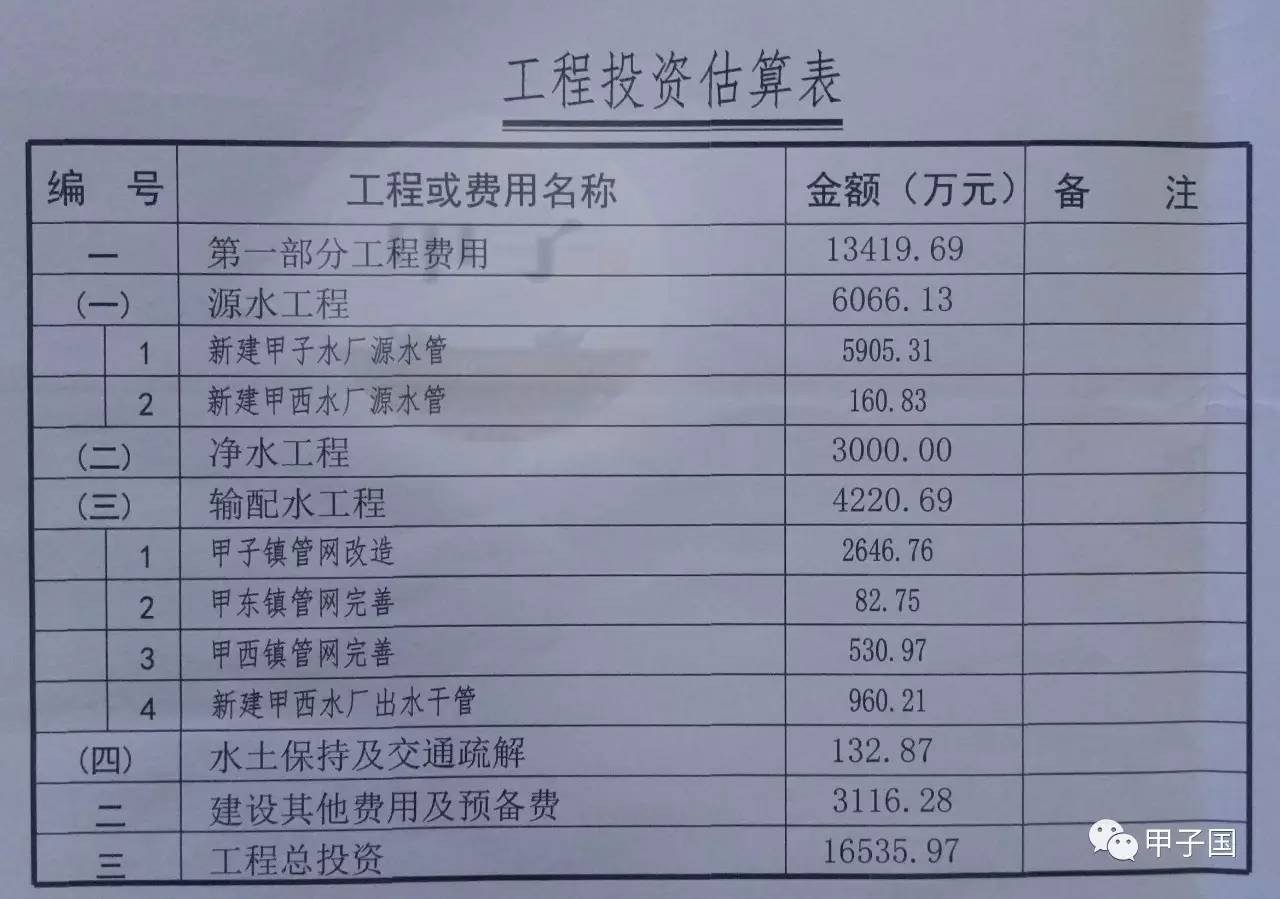 工程投资估算表
编 号 工程或费用名称 金额（万元） 备 注
一 第一部分工程费用 13419.69
（一） 源水工程 6066.13
1 新建甲子水厂源水管 5905.31
2 新建甲西水厂源水管 160.83
（二） 净水工程 3000.00
（三） 输配水工程 4220.69
1 甲子镇管网改造 2646.76
2 甲东镇管网完善 82.75
3 甲西镇管网完善 530.97
4 新建甲西水厂出水干管 960.21
（四） 水土保持及交通疏解 132.87
二 建设其他费用及预备费 3116.28
三 工程总投资 16535.97
甲子国